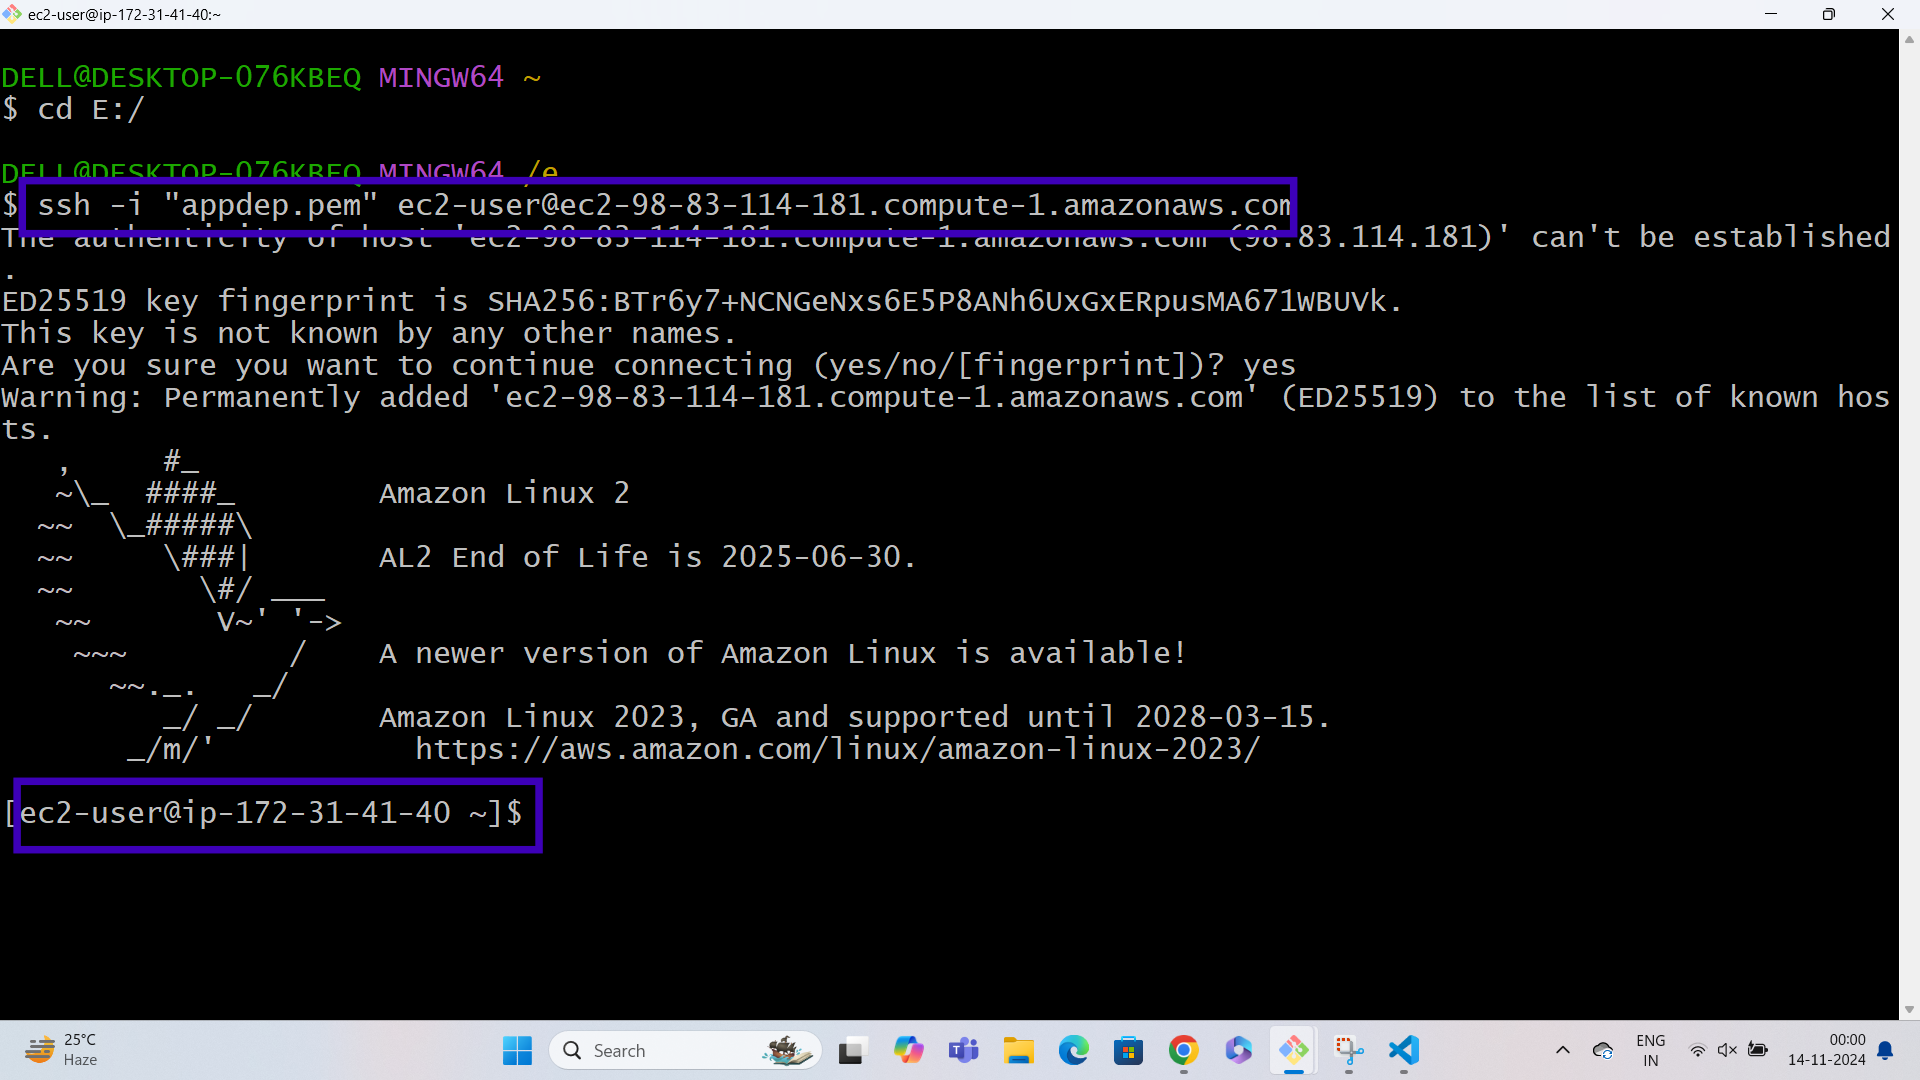 ec2-user@ip-172-31-41-40:~
DELL@DESKTOP-076KBEQ MINGW64 ~
$ cd E:/
DELL@DESKTOP-076KBEQ MINGW64 /e
$ ssh -i "appdep.pem" ec2-user@ec2-98-83-114-181.compute-1.amazonaws.com
The authenticity of host 'ec2-98-83-114-181.compute-1.amazonaws.com (98.83.114.181)' can't be established
.
ED25519 key fingerprint is SHA256:BTr6y7+NCNGeNxs6E5P8ANh6UxGxERpusMA671WBUVk.
This key is not known by any other names.
Are you sure you want to continue connecting (yes/no/[fingerprint])? yes
Warning: Permanently added 'ec2-98-83-114-181.compute-1.amazonaws.com' (ED25519) to the list of known hos
ts.
   ,     #_
   ~\_  ####_        Amazon Linux 2
  ~~  \_#####\
  ~~     \###|       AL2 End of Life is 2025-06-30.
  ~~       \#/ ___
   ~~       V~' '->
    ~~~         /    A newer version of Amazon Linux is available!
      ~~._.   _/
         _/ _/       Amazon Linux 2023, GA and supported until 2028-03-15.
       _/m/'           https://aws.amazon.com/linux/amazon-linux-2023/
[ec2-user@ip-172-31-41-40 ~]$
25°C
Haze
Search
ENG
IN
00:00
14-11-2024